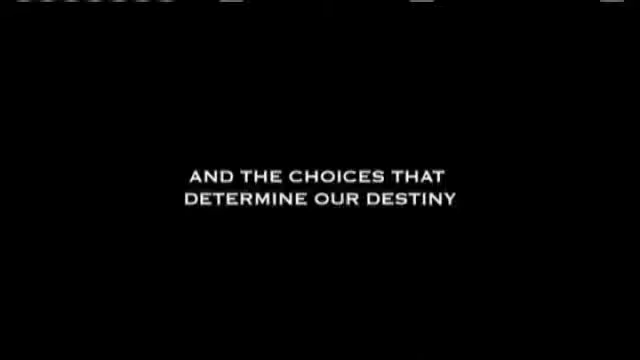 AND THE CHOICES THAT
DETERMINE OUR DESTINY